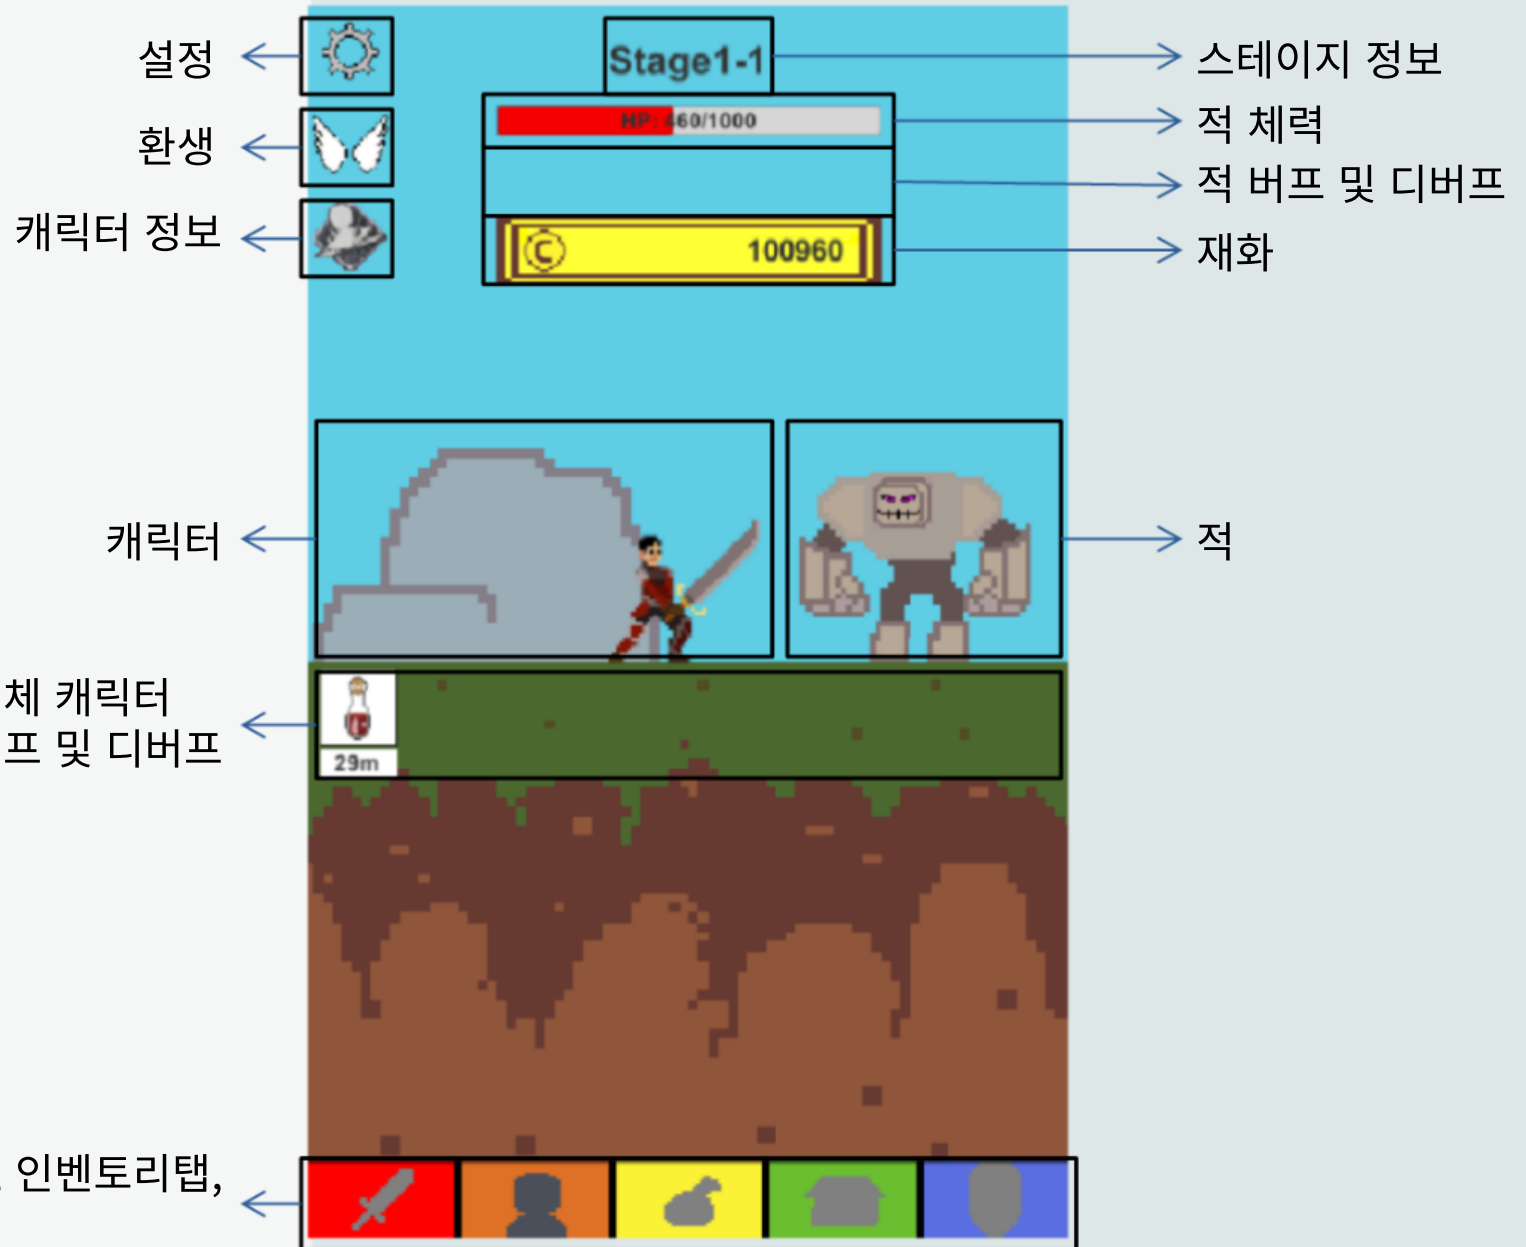 설정
Stage1-1
스테이지 정보
HP: 460/1000
적 체력
환생
적 버프 및 디버프
캐릭터 정보
C 100960
재화
캐릭터
적
체 캐릭터
프 및 디버프
29m
인벤토리탭,